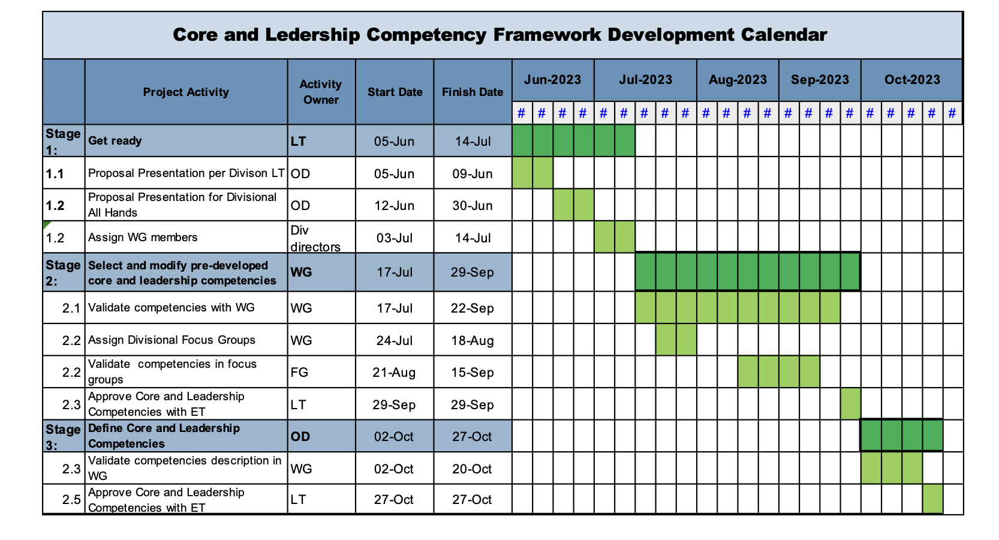 Core and Ledership Competency Framework Development Calendar
Project Activity
Activity
Owner
Start Date
Finish Date
Jun-2023
Jul-2023
Aug-2023
Sep-2023
Oct-2023
# # # # # # # # # # # # # # # # # # # # # #
Stage
1:
Get ready
LT
05-Jun
14-Jul
1.1
Proposal Presentation per Divison LT
OD
05-Jun
09-Jun
1.2
Proposal Presentation for Divisional
All Hands
OD
12-Jun
30-Jun
1.2
Assign WG members
Div
directors
03-Jul
14-Jul
Stage
2:
Select and modify pre-developed
core and leadership competencies
WG
17-Jul
29-Sep
2.1
Validate competencies with WG
WG
17-Jul
22-Sep
2.2
Assign Divisional Focus Groups
WG
24-Jul
18-Aug
2.2
Validate  competencies in focus
groups
FG
21-Aug
15-Sep
2.3
Approve Core and Leadership
Competencies with ET
LT
29-Sep
29-Sep
Stage
3:
Define Core and Leadership
Competencies
OD
02-Oct
27-Oct
2.3
Validate competencies description in
WG
WG
02-Oct
20-Oct
2.5
Approve Core and Leadership
Competencies with ET
LT
27-Oct
27-Oct